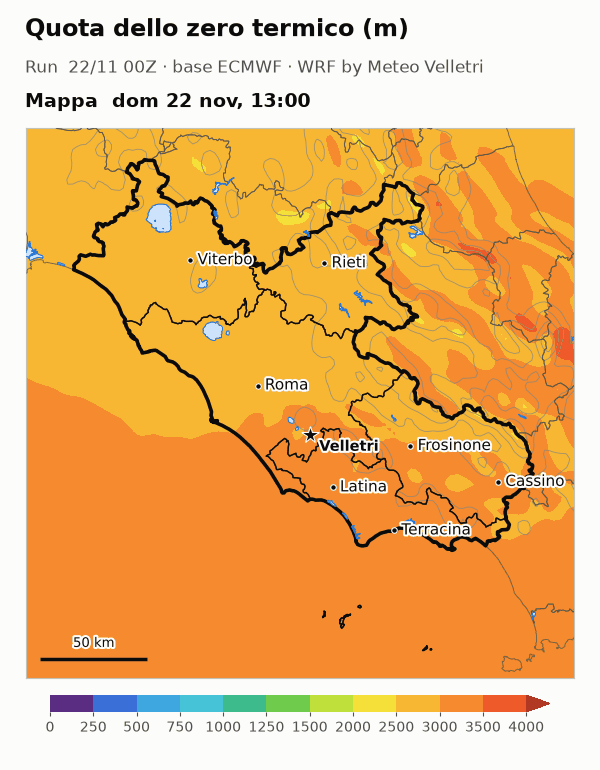 Quota dello zero termico (m)
Run  22/11 00Z · base ECMWF · WRF by Meteo Velletri
Mappa  dom 22 nov, 13:00
Viterbo
Rieti
Roma
Velletri
Frosinone
Latina
Cassino
Terracina
50 km
0 250 500 750 1000 1250 1500 2000 2500 3000 3500 4000